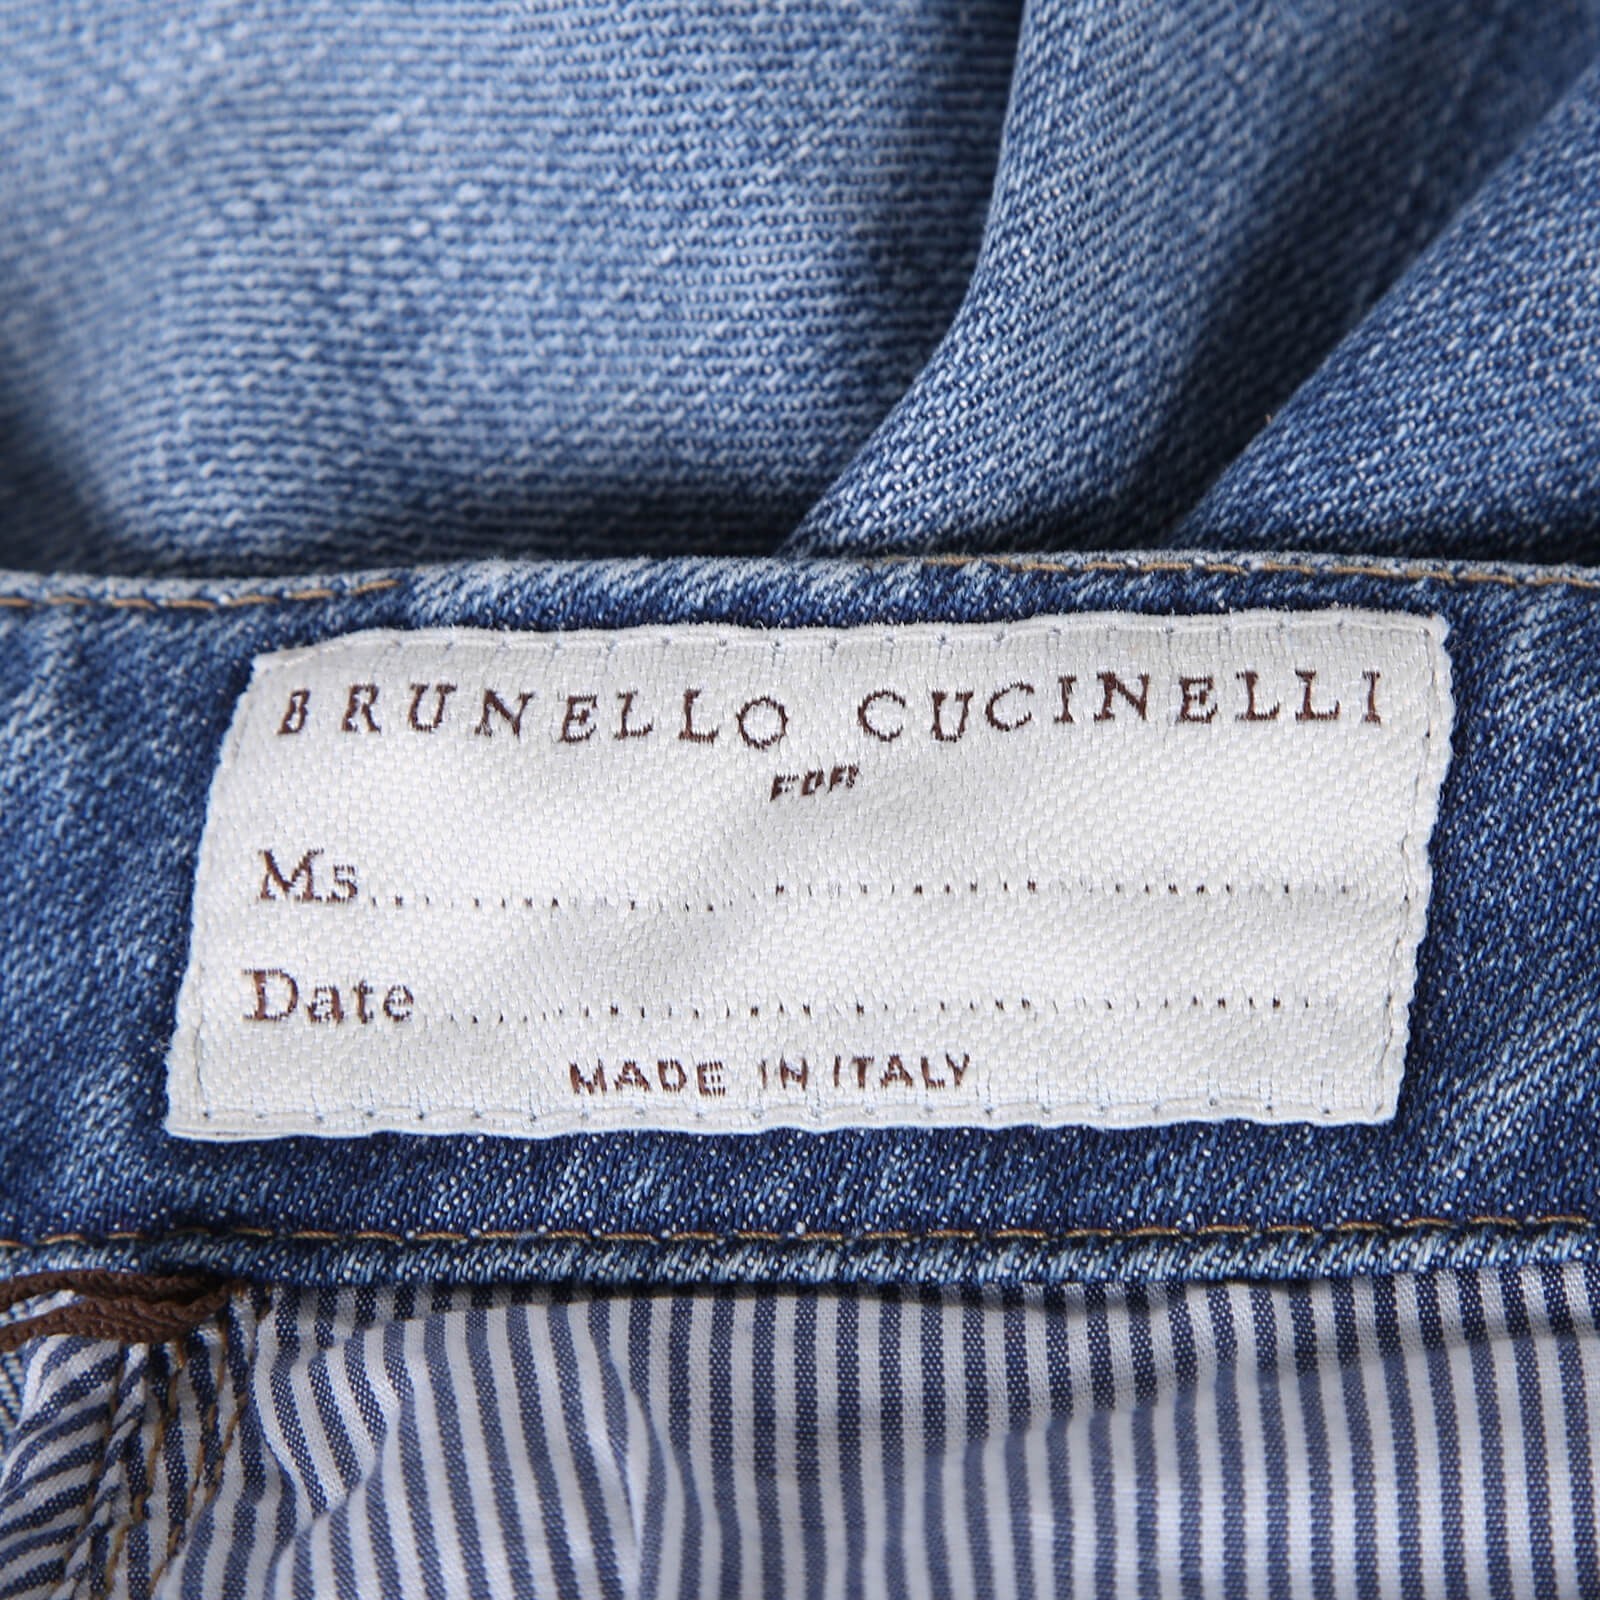 BRUNELLO CUCINELLI
FOR
Ms..............................
Date..............................
MADE IN ITALY